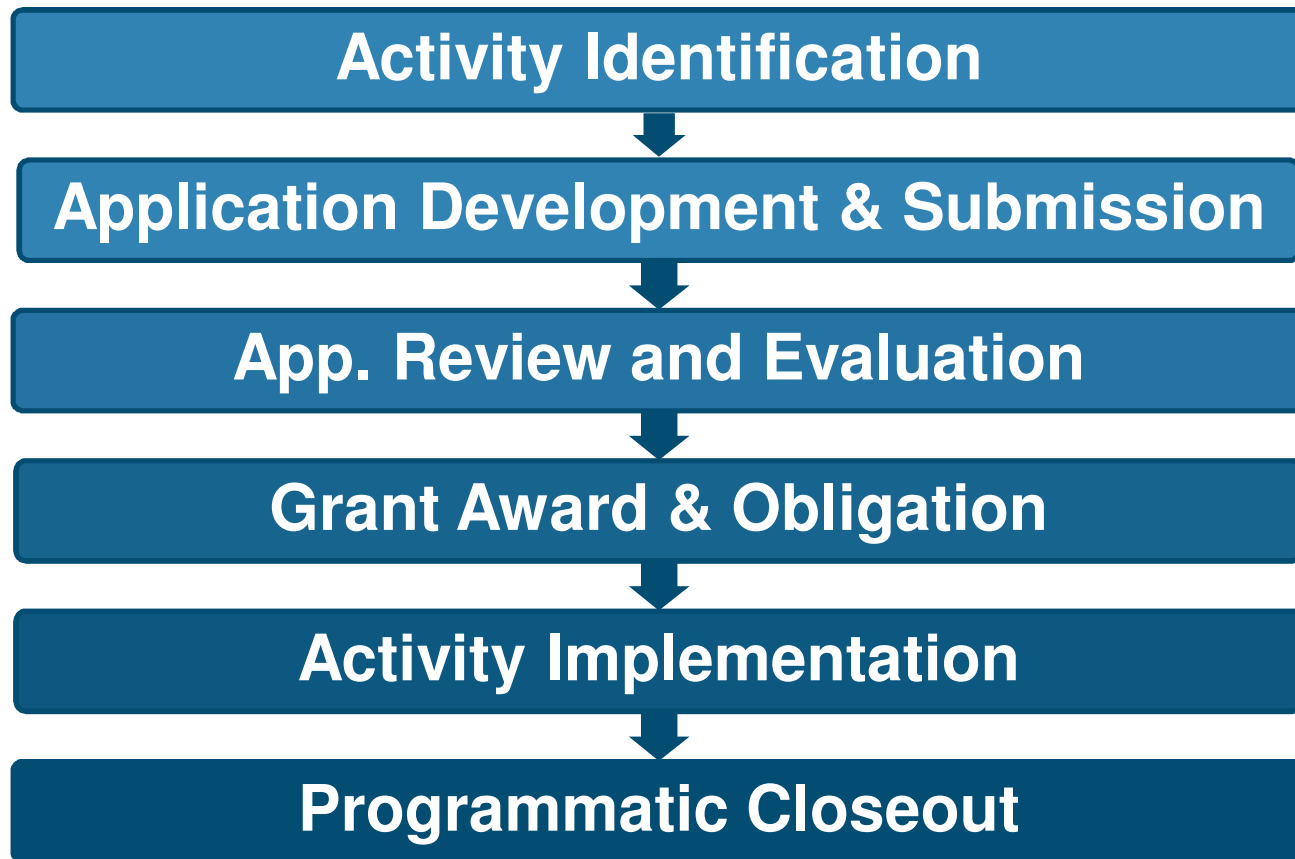 Activity Identification
Application Development & Submission
App. Review and Evaluation
Grant Award & Obligation
Activity Implementation
Programmatic Closeout